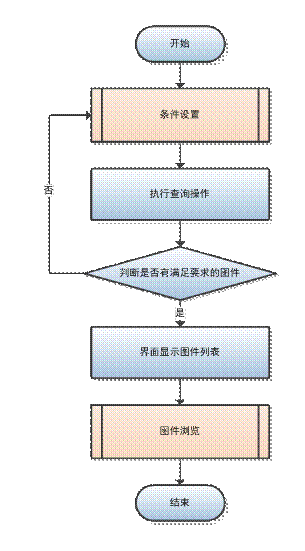 开始
条件设置
执行查询操作
否
判断是否有满足要求的图件
是
界面显示图件列表
图件浏览
结束